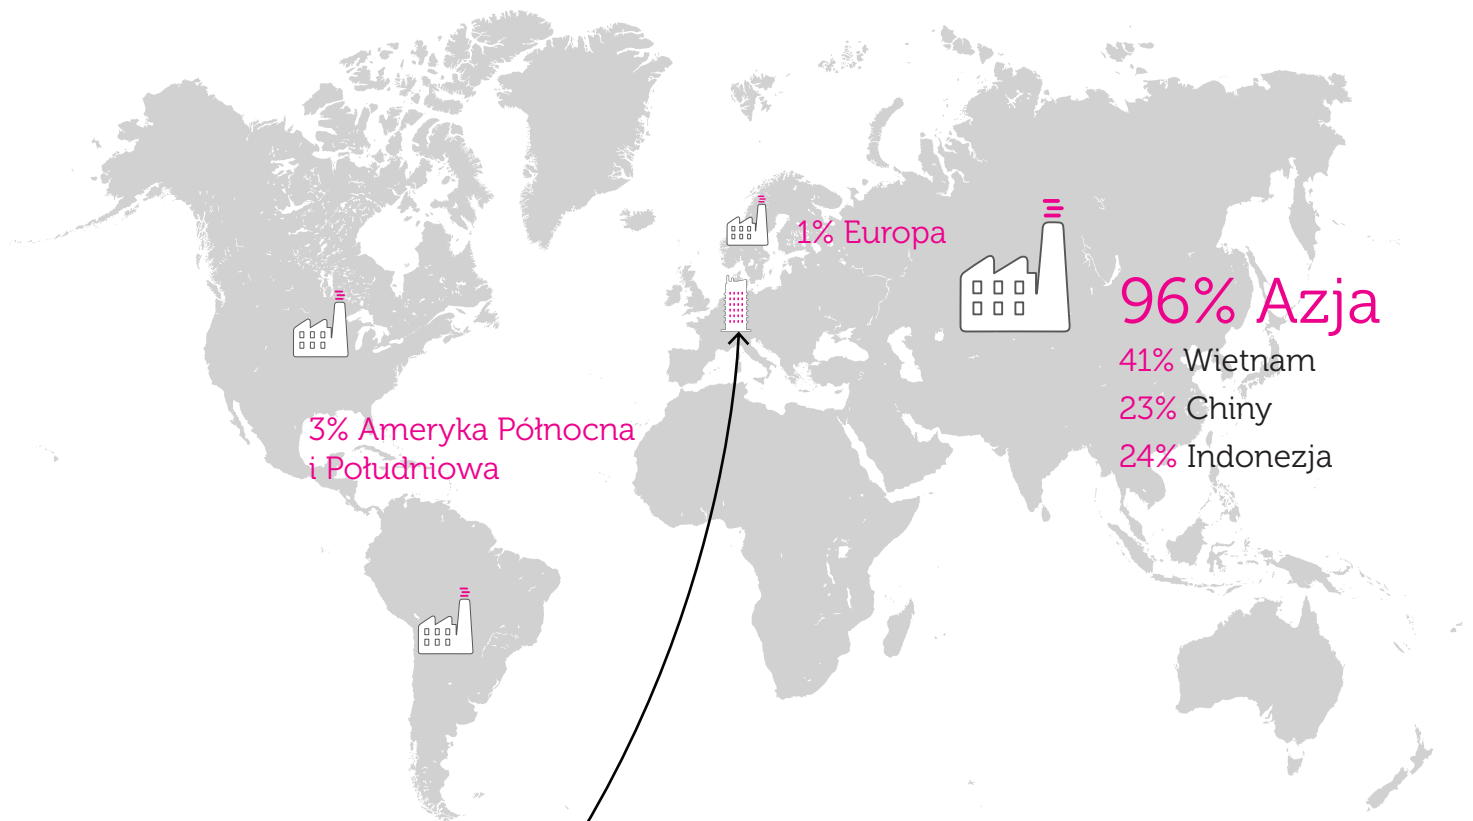 1% Europa
96% Azja
41% Wietnam
23% Chiny
24% Indonezja
3% Ameryka Północna
i Południowa